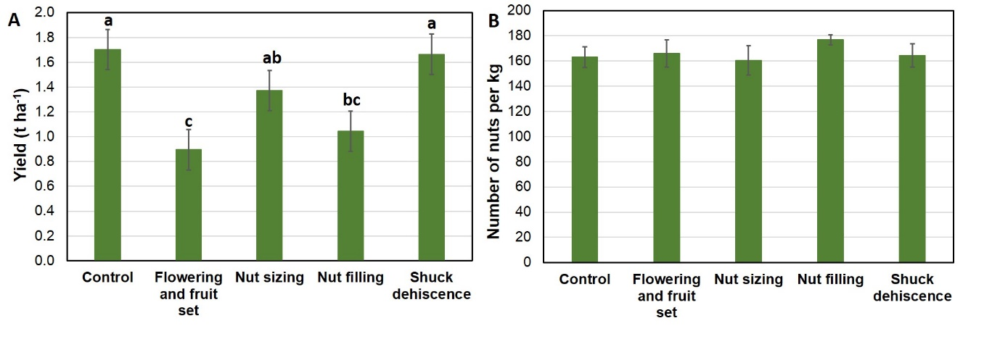 A
Yield (t ha-1)
2.0
1.8
1.6
1.4
1.2
1.0
0.8
0.6
0.4
0.2
0.0
a
c
ab
bc
a
Control
Flowering
and fruit
set
Nut sizing
Nut filling
Shuck
dehiscence
B
Number of nuts per kg
200
180
160
140
120
100
80
60
40
20
0
Control
Flowering
and fruit
set
Nut sizing
Nut filling
Shuck
dehiscence